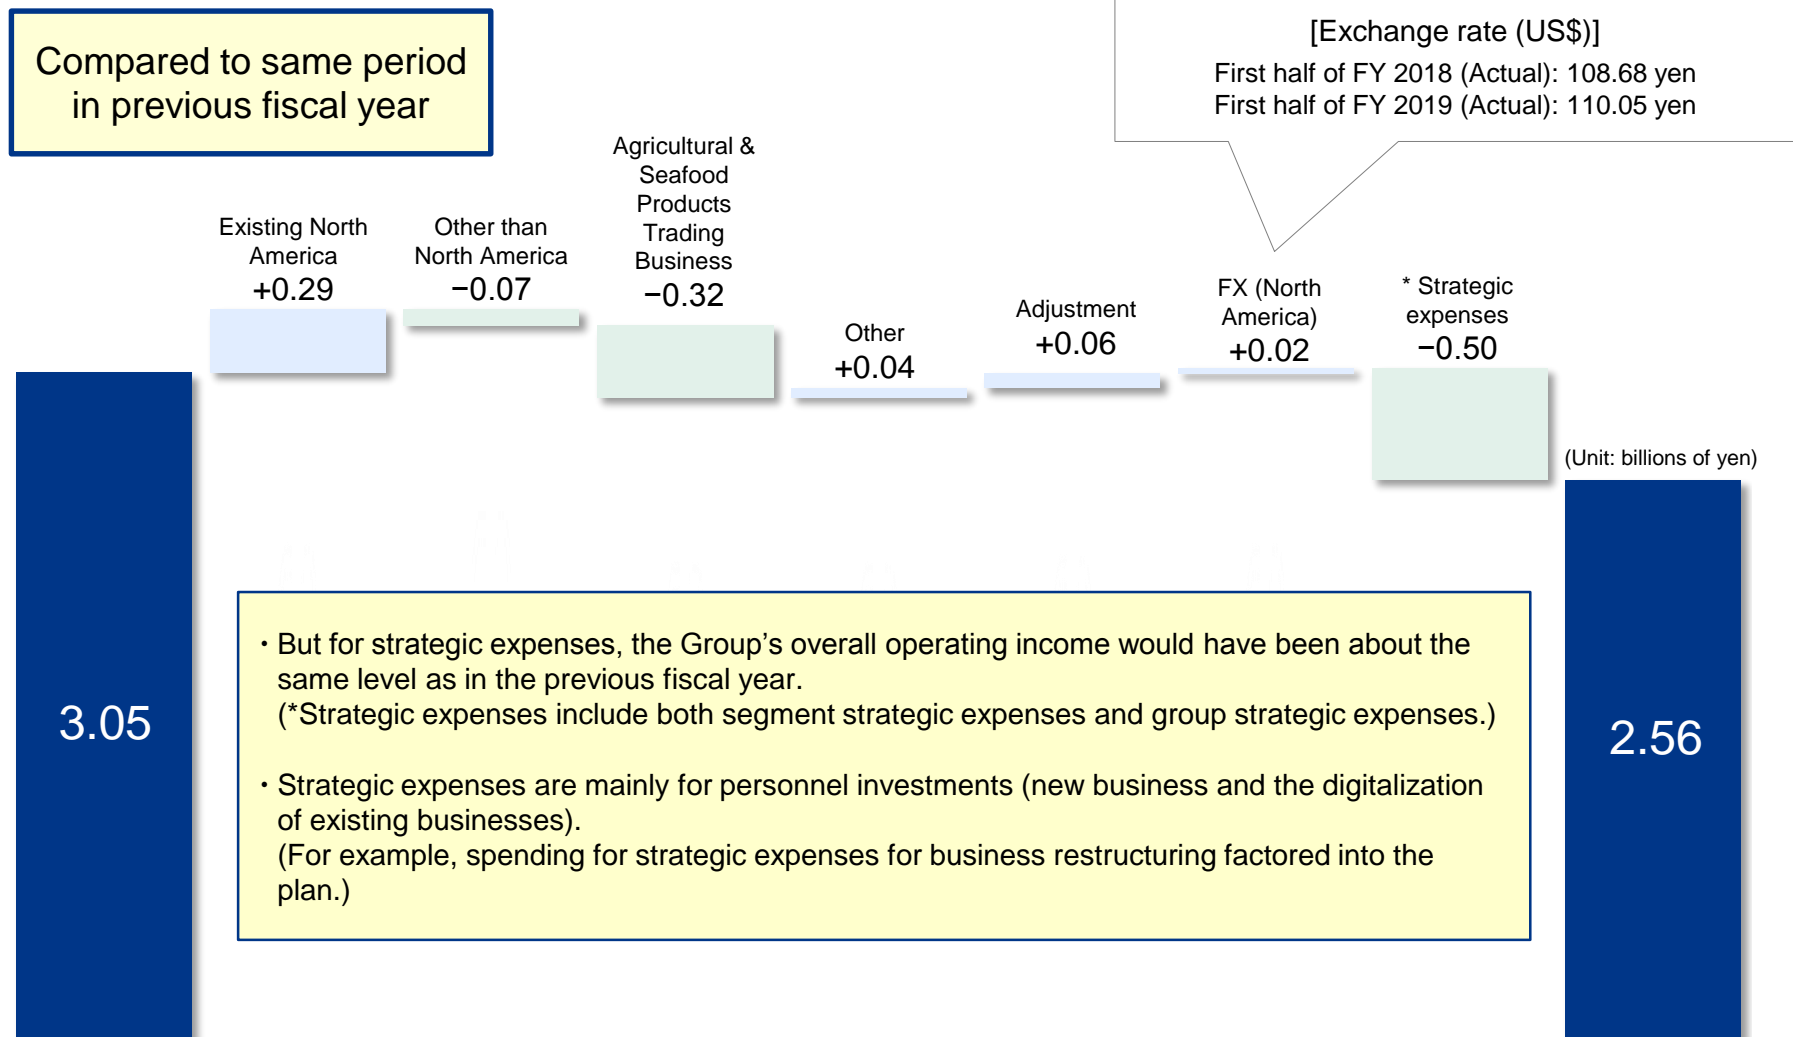 Compared to same period
in previous fiscal year
[Exchange rate (US$)]
First half of FY 2018 (Actual): 108.68 yen
First half of FY 2019 (Actual): 110.05 yen
Existing North
America
+0.29
Other than
North America
−0.07
Agricultural &
Seafood
Products
Trading
Business
−0.32
Other
+0.04
Adjustment
+0.06
FX (North
America)
+0.02
* Strategic
expenses
−0.50
(Unit: billions of yen)
3.05
・But for strategic expenses, the Group’s overall operating income would have been about the
same level as in the previous fiscal year.
(*Strategic expenses include both segment strategic expenses and group strategic expenses.)
・Strategic expenses are mainly for personnel investments (new business and the digitalization
of existing businesses).
(For example, spending for strategic expenses for business restructuring factored into the
plan.)
2.56